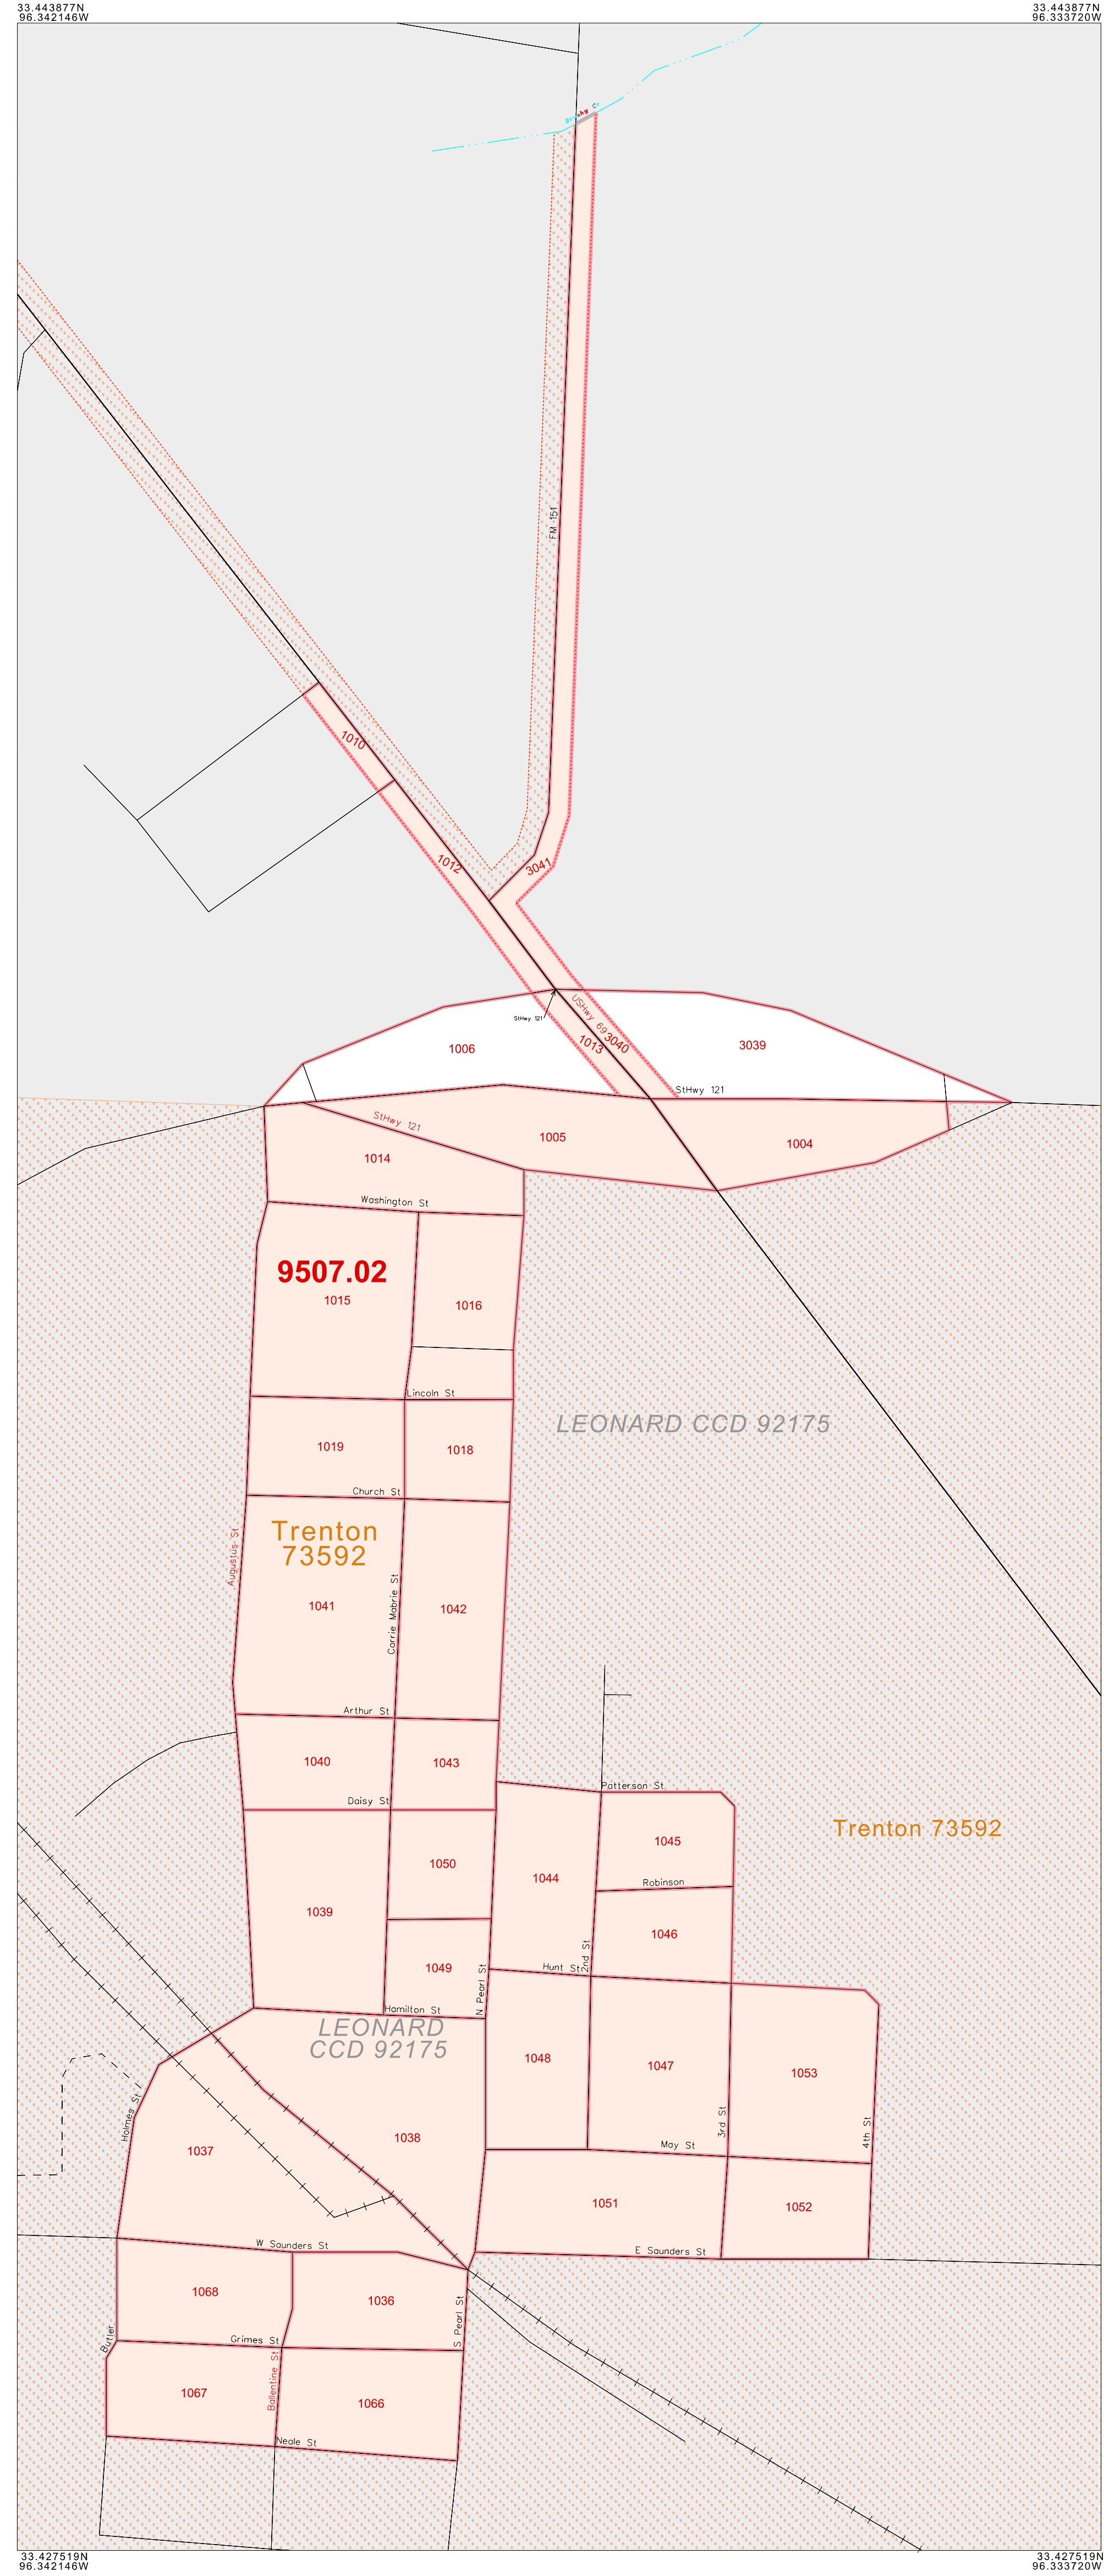 33.443877N
96.342146W
33.443877N
96.333720W
Brushy Cr
FM 151
1010
1012
3041
USHwy 69
StHwy 121
1006
1013
3040
3039
StHwy 121
StHwy 121
1005
1004
1014
Washington St
9507.02
1015
1016
Lincoln St
LEONARD CCD 92175
1019
1018
Church St
Trenton
73592
Augustus St
Carrie Mabrie St
1041
1042
Arthur St
1040
1043
Patterson St
Daisy St
Trenton 73592
1045
1050
1044
Robinson
1039
1046
2nd St
1049
N Pearl St
Hunt St
Hamilton St
LEONARD
CCD 92175
1048
1047
1053
Holmes St
3rd St
4th St
1038
1037
May St
1051
1052
W Saunders St
E Saunders St
1068
1036
S Pearl St
Butler
Grimes St
Ballentine St
1067
1066
Neale St
33.427519N
96.342146W
33.427519N
96.333720W